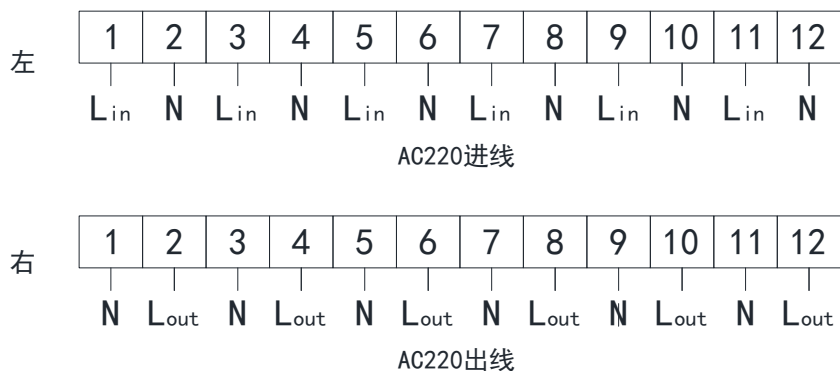 左 1 2 3 4 5 6 7 8 9 10 11 12
Lin N Lin N Lin N Lin N Lin N Lin N
AC220进线
右 1 2 3 4 5 6 7 8 9 10 11 12
N Lout N Lout N Lout N Lout N Lout N Lout
AC220出线